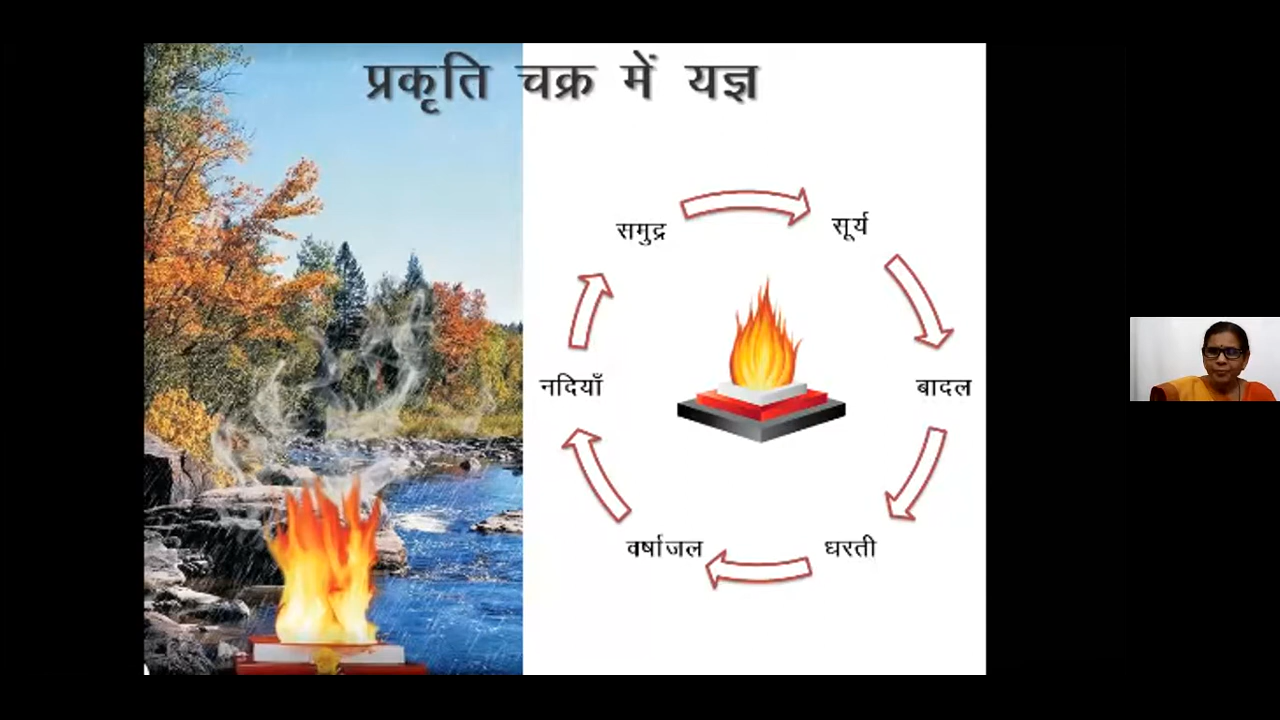 प्रकृति चक्र में यज्ञ
समुद्र
सूर्य
नदियाँ
बादल
वर्षाजल
धरती